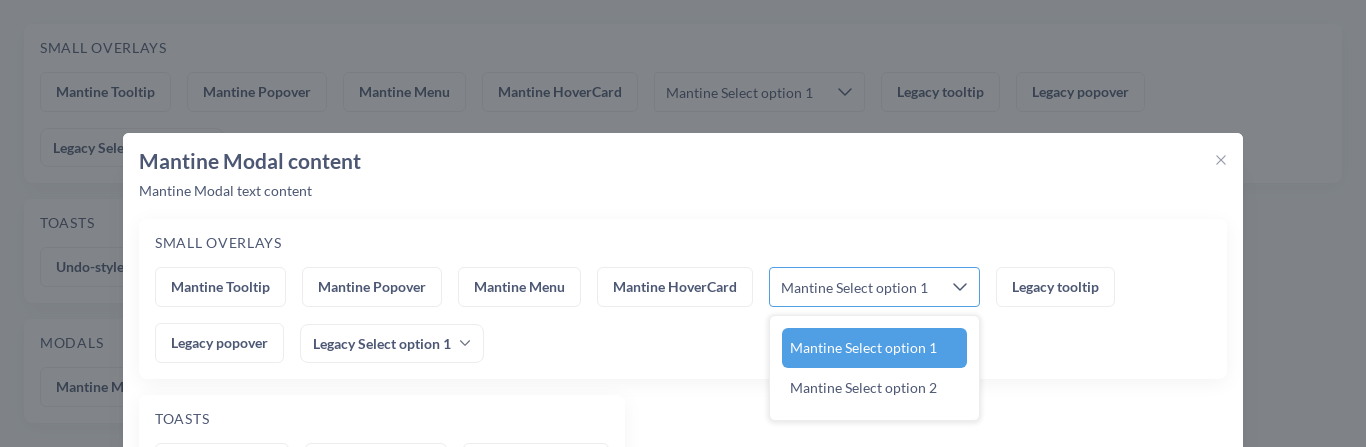 SMALL OVERLAYS
Mantine Tooltip Mantine Popover Mantine Menu Mantine HoverCard Mantine Select option 1 Legacy tooltip Legacy popover
Legacy Sele
TOASTS
Undo-style
MODALS
Mantine M
Mantine Modal content
Mantine Modal text content
SMALL OVERLAYS
Mantine Tooltip Mantine Popover Mantine Menu Mantine HoverCard Mantine Select option 1 Legacy tooltip
Legacy popover Legacy Select option 1
Mantine Select option 1
Mantine Select option 2
TOASTS